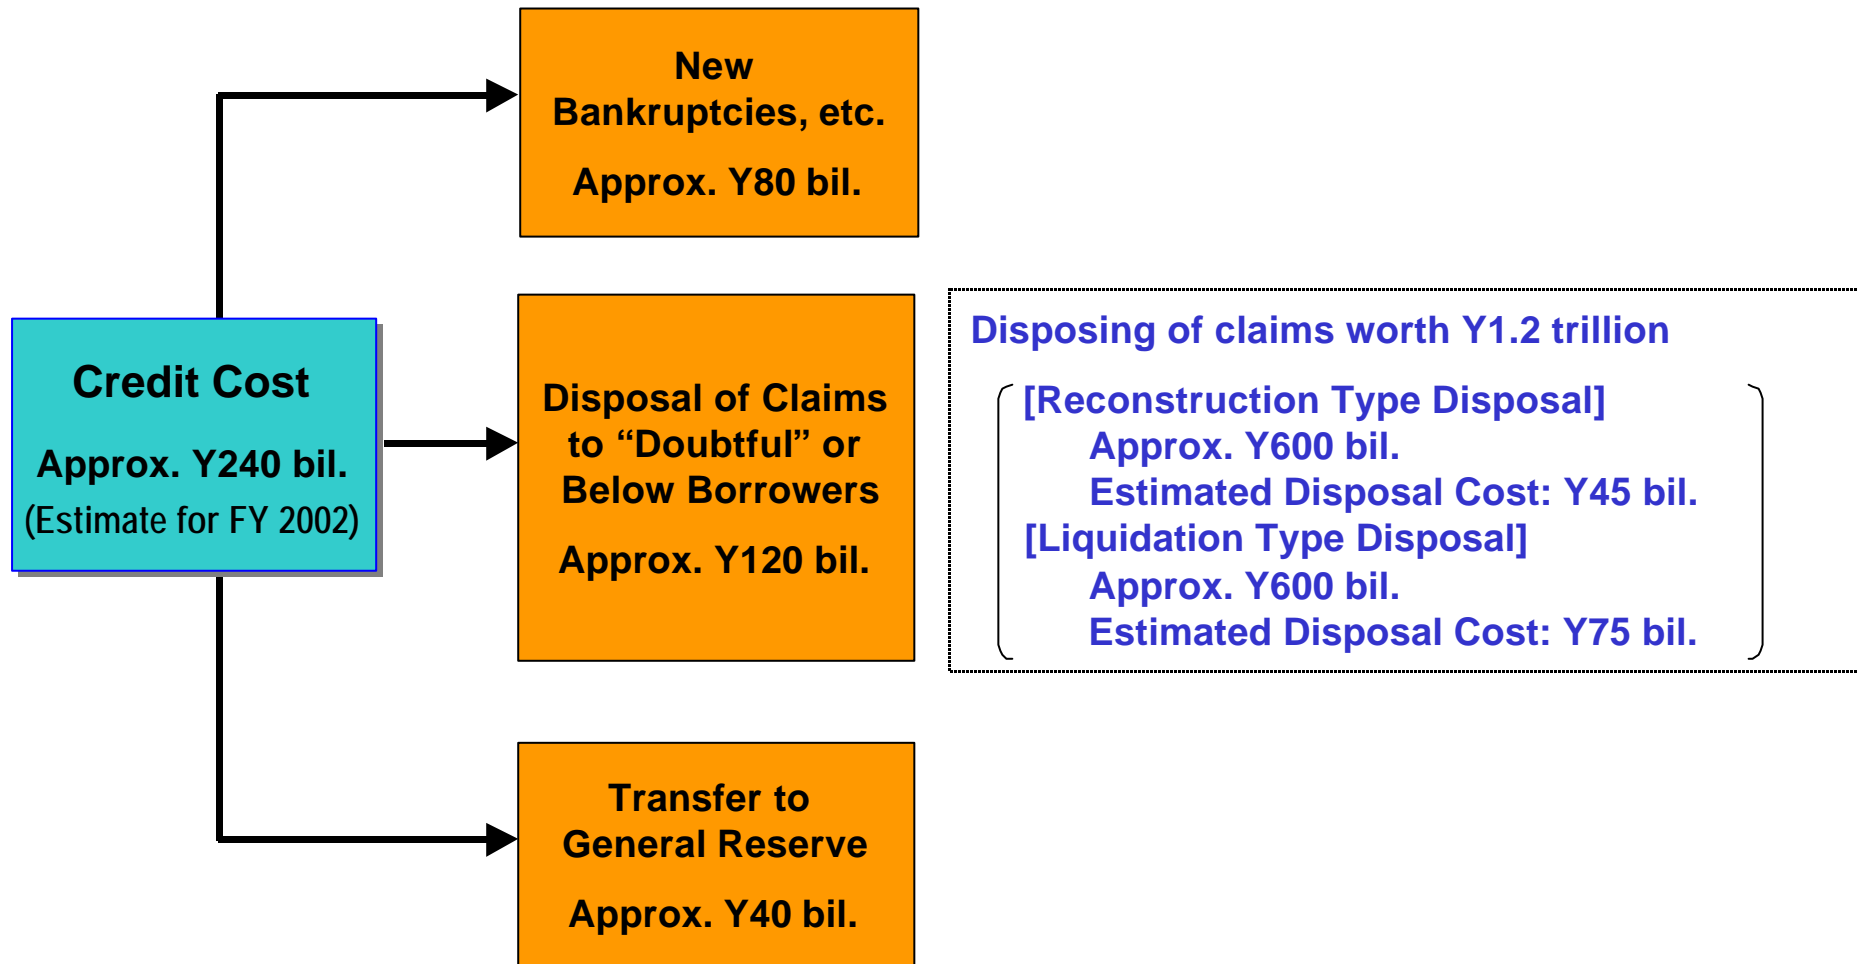 New
Bankruptcies, etc.
Approx. Y80 bil.
Credit Cost
Approx. Y240 bil.
(Estimate for FY 2002)
Disposal of Claims
to “Doubtful” or
Below Borrowers
Approx. Y120 bil.
Disposing of claims worth Y1.2 trillion
[Reconstruction Type Disposal]
Approx. Y600 bil.
Estimated Disposal Cost: Y45 bil.
[Liquidation Type Disposal]
Approx. Y600 bil.
Estimated Disposal Cost: Y75 bil.
Transfer to
General Reserve
Approx. Y40 bil.